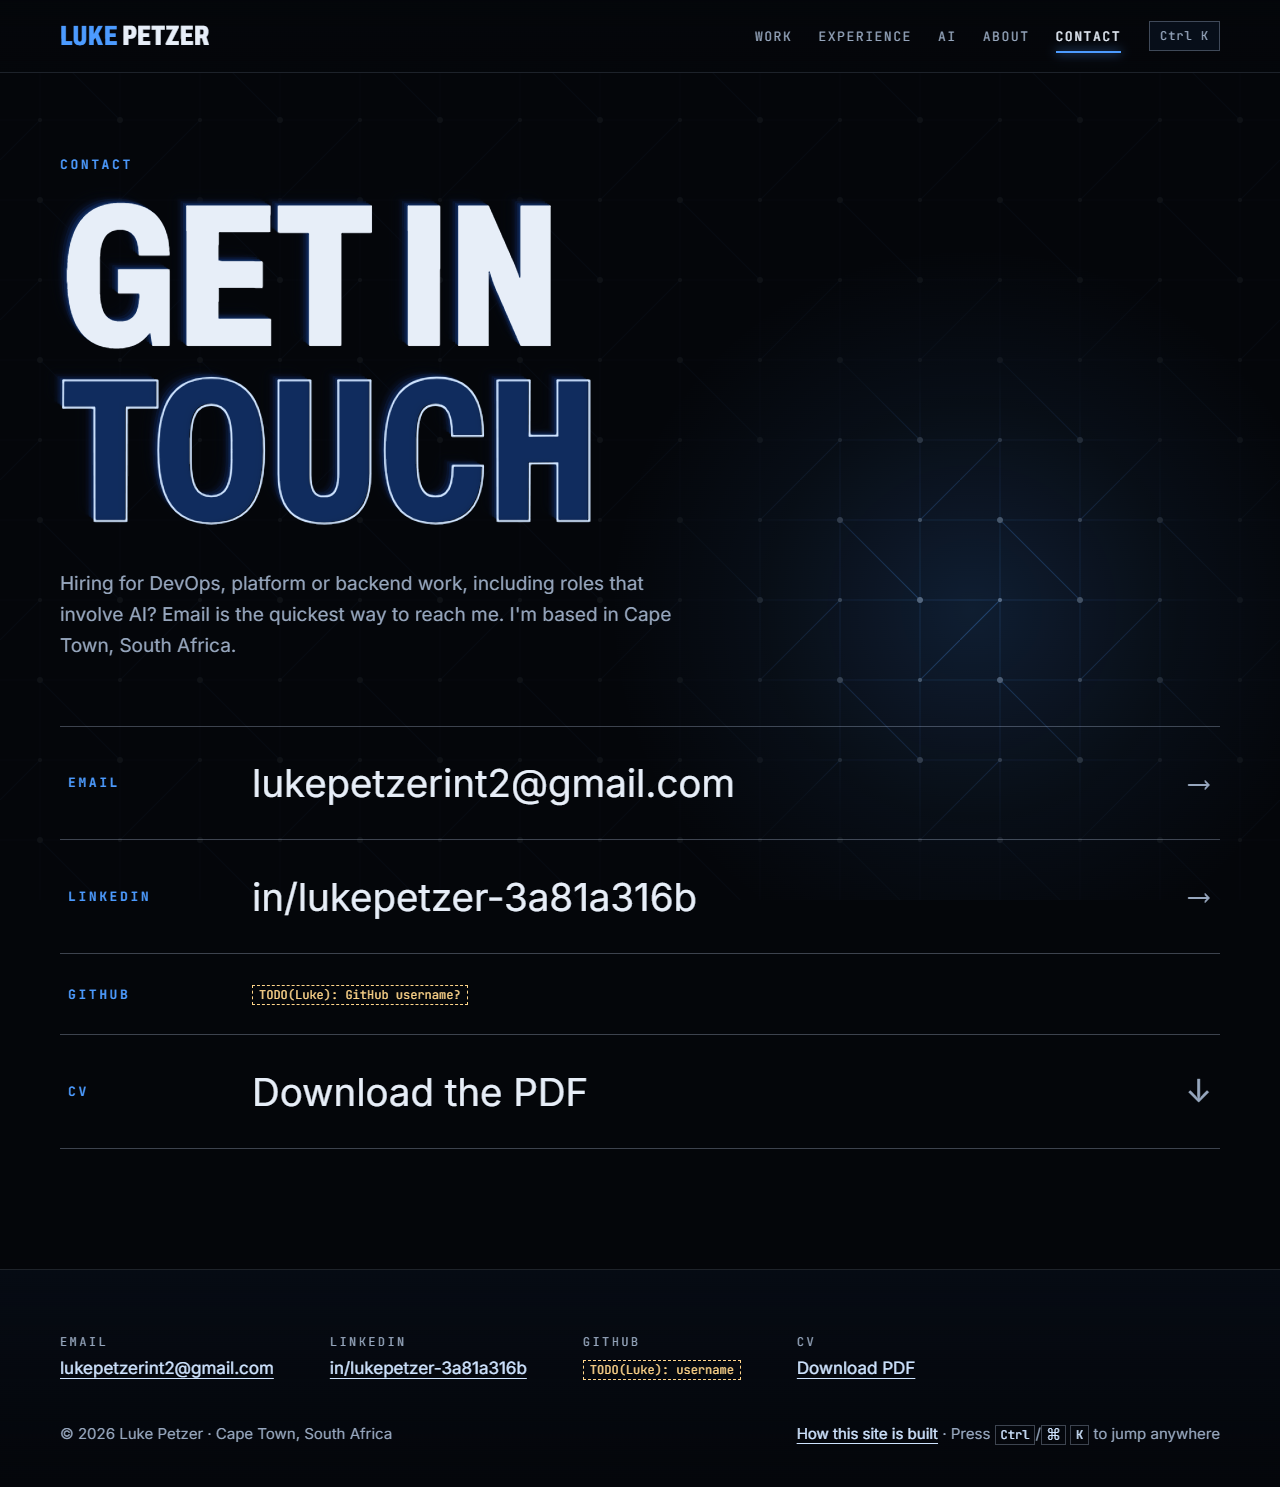 LUKE PETZER
WORK EXPERIENCE AI ABOUT CONTACT Ctrl K
CONTACT
GET IN
TOUCH
Hiring for DevOps, platform or backend work, including roles that
involve AI? Email is the quickest way to reach me. I'm based in Cape
Town, South Africa.
EMAIL lukepetzerint2@gmail.com →
LINKEDIN in/lukepetzer-3a81a316b →
GITHUB TODO(Luke): GitHub username?
CV Download the PDF ↓
EMAIL LINKEDIN GITHUB CV
lukepetzerint2@gmail.com in/lukepetzer-3a81a316b TODO(Luke): username Download PDF
© 2026 Luke Petzer · Cape Town, South Africa How this site is built · Press Ctrl/⌘ K to jump anywhere